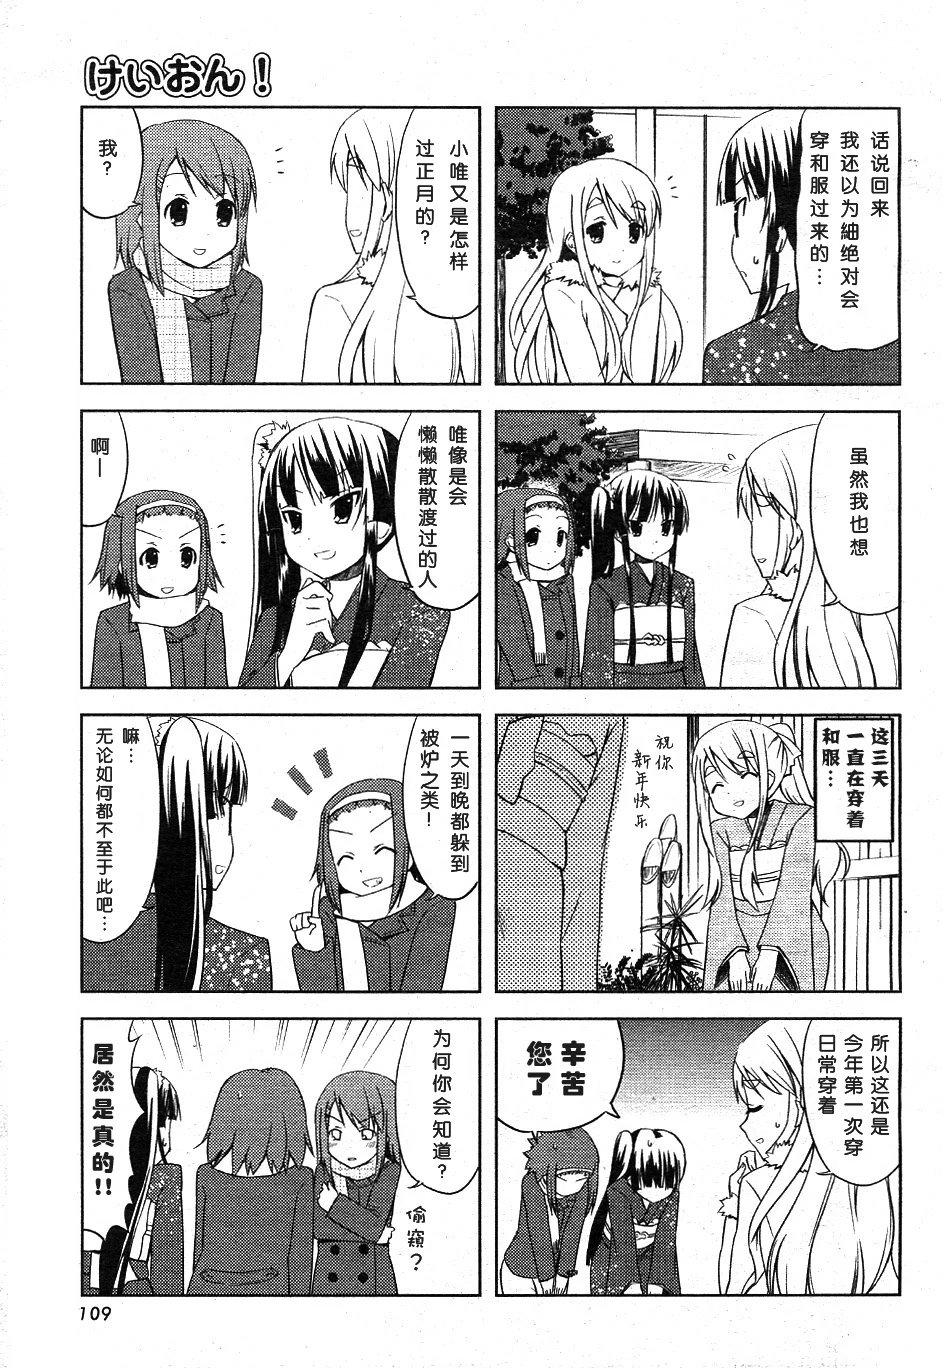 けいおん!
话说回来
我还以为紬绝对会
穿和服过来的…
虽然我也想
这三天
一直在穿着
和服…
祝你
新年快乐
所以这还是
今年第一次穿
日常穿着
辛苦
您了
小唯又是怎样
过正月的?
我?
唯像是会
懒懒散散渡过的人
啊—
一天到晚都躲到
被炉之类!
嘛…
无论如何都不至于此吧…
为何你会知道?
偷窥?
居然是真的!!
109